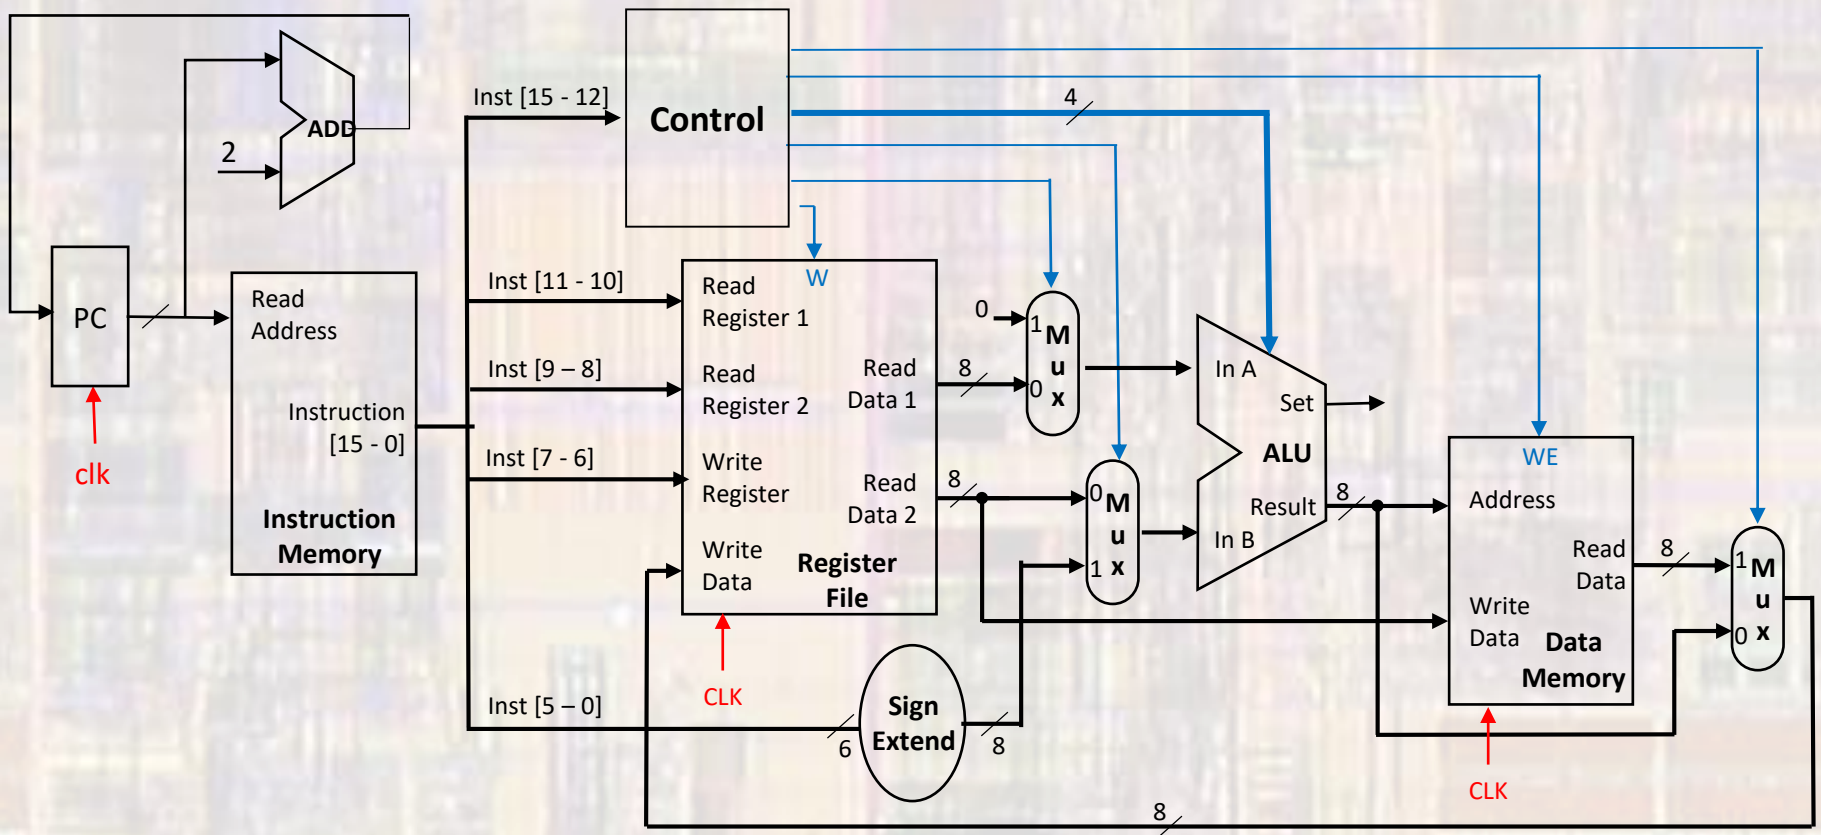 ADD
2
PC
clk
Read
Address
Instruction
[15 - 0]
Instruction
Memory
Inst [15 - 12]
Control
4
Inst [11 - 10]
Inst [9 – 8]
Inst [7 - 6]
Inst [5 – 0]
W
Read
Register 1
Read
Register 2
Write
Register
Write
Data
Read
Data 1
Read
Data 2
Register
File
CLK
8
8
6
Sign
Extend
8
0
1
0
M
u
x
0
1
M
u
x
In A
Set
ALU
Result
In B
8
WE
Address
Read
Data
Write
Data
Data
Memory
CLK
8
1
0
M
u
x
8